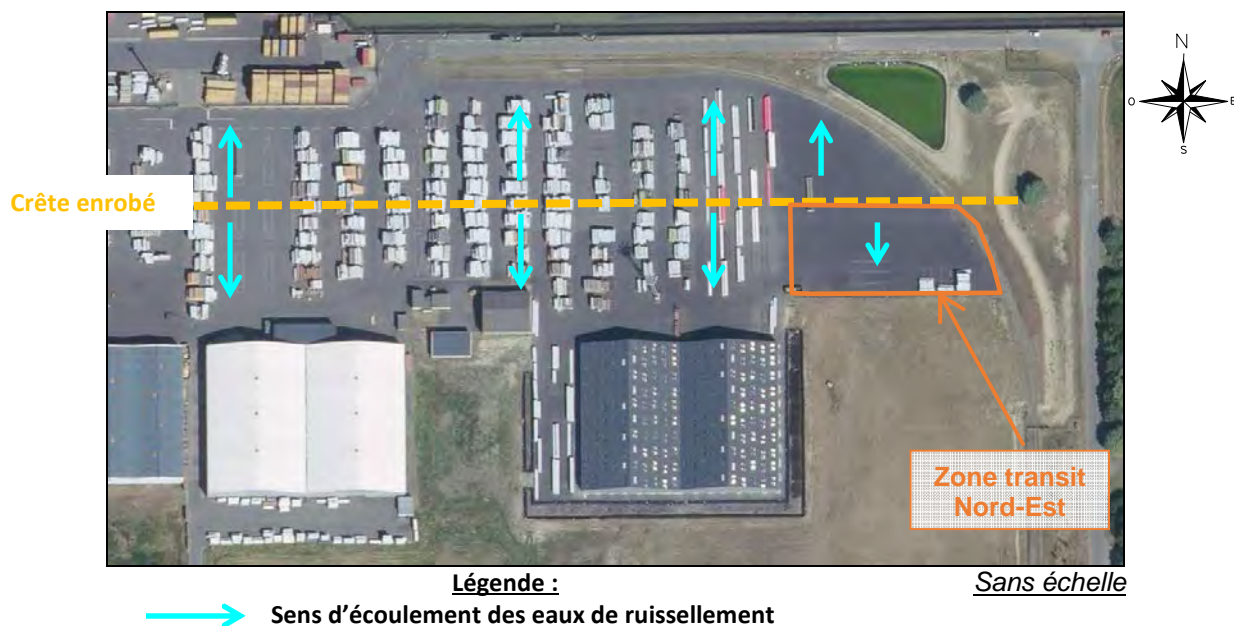 N
O
E
S
Crête enrobé
Zone transit
Nord-Est
Légende :
Sans échelle
Sens d'écoulement des eaux de ruissellement